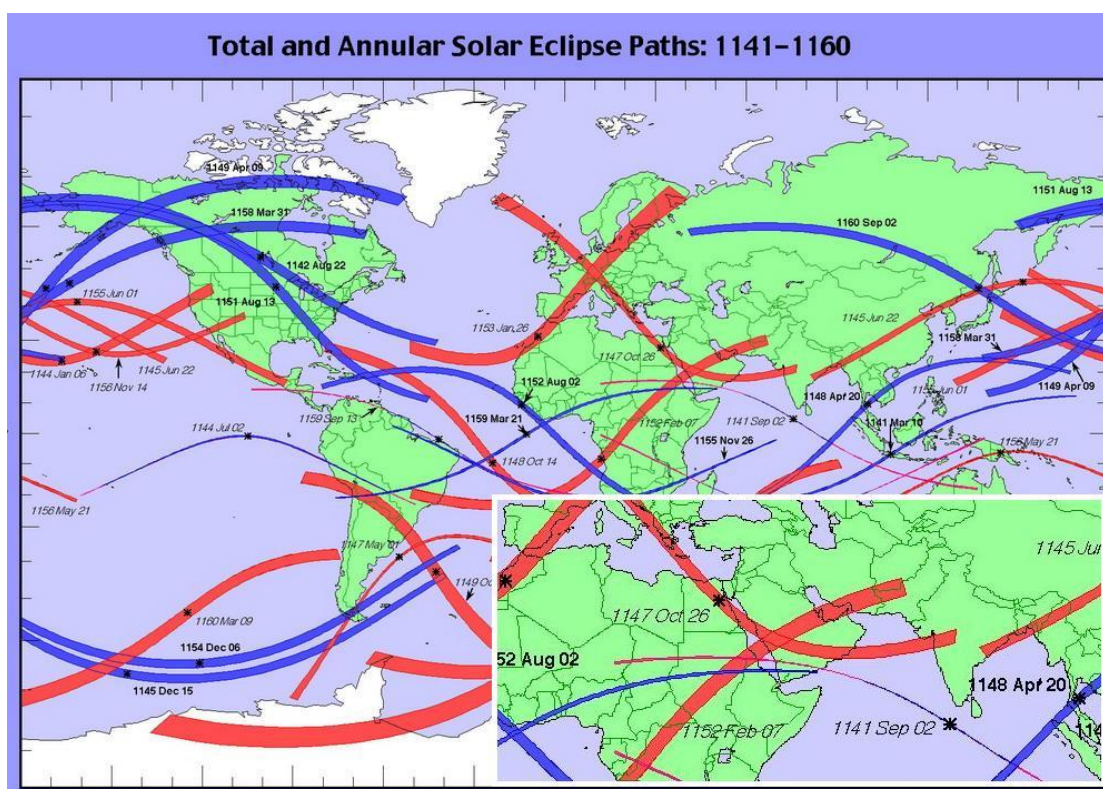 Total and Annular Solar Eclipse Paths: 1141–1160
1149 Apr 09
1151 Aug 13
1158 Mar 31
1160 Sep 02
1142 Aug 22
1155 Jun 01
1151 Aug 13
1145 Jun 22
1153 Jan 26
1158 Mar 31
1147 Oct 26
1144 Jan 06
1145 Jun 22
1156 Nov 14
1152 Aug 02
1148 Apr 20
1149 Apr 09
1159 Mar 21
1159 Sep 13
1141 Sep 02
1152 Feb 07
1141 Mar 10
1144 Jul 02
1155 Nov 26
1156 May 21
1148 Oct 14
1156 May 21
1147 May 01
1149 Oc
1160 Mar 09
1154 Dec 06
1145 Dec 15
1145 Jun
1147 Oct 26
52 Aug 02
1148 Apr 20
1152 Feb 07
1141 Sep 02
114